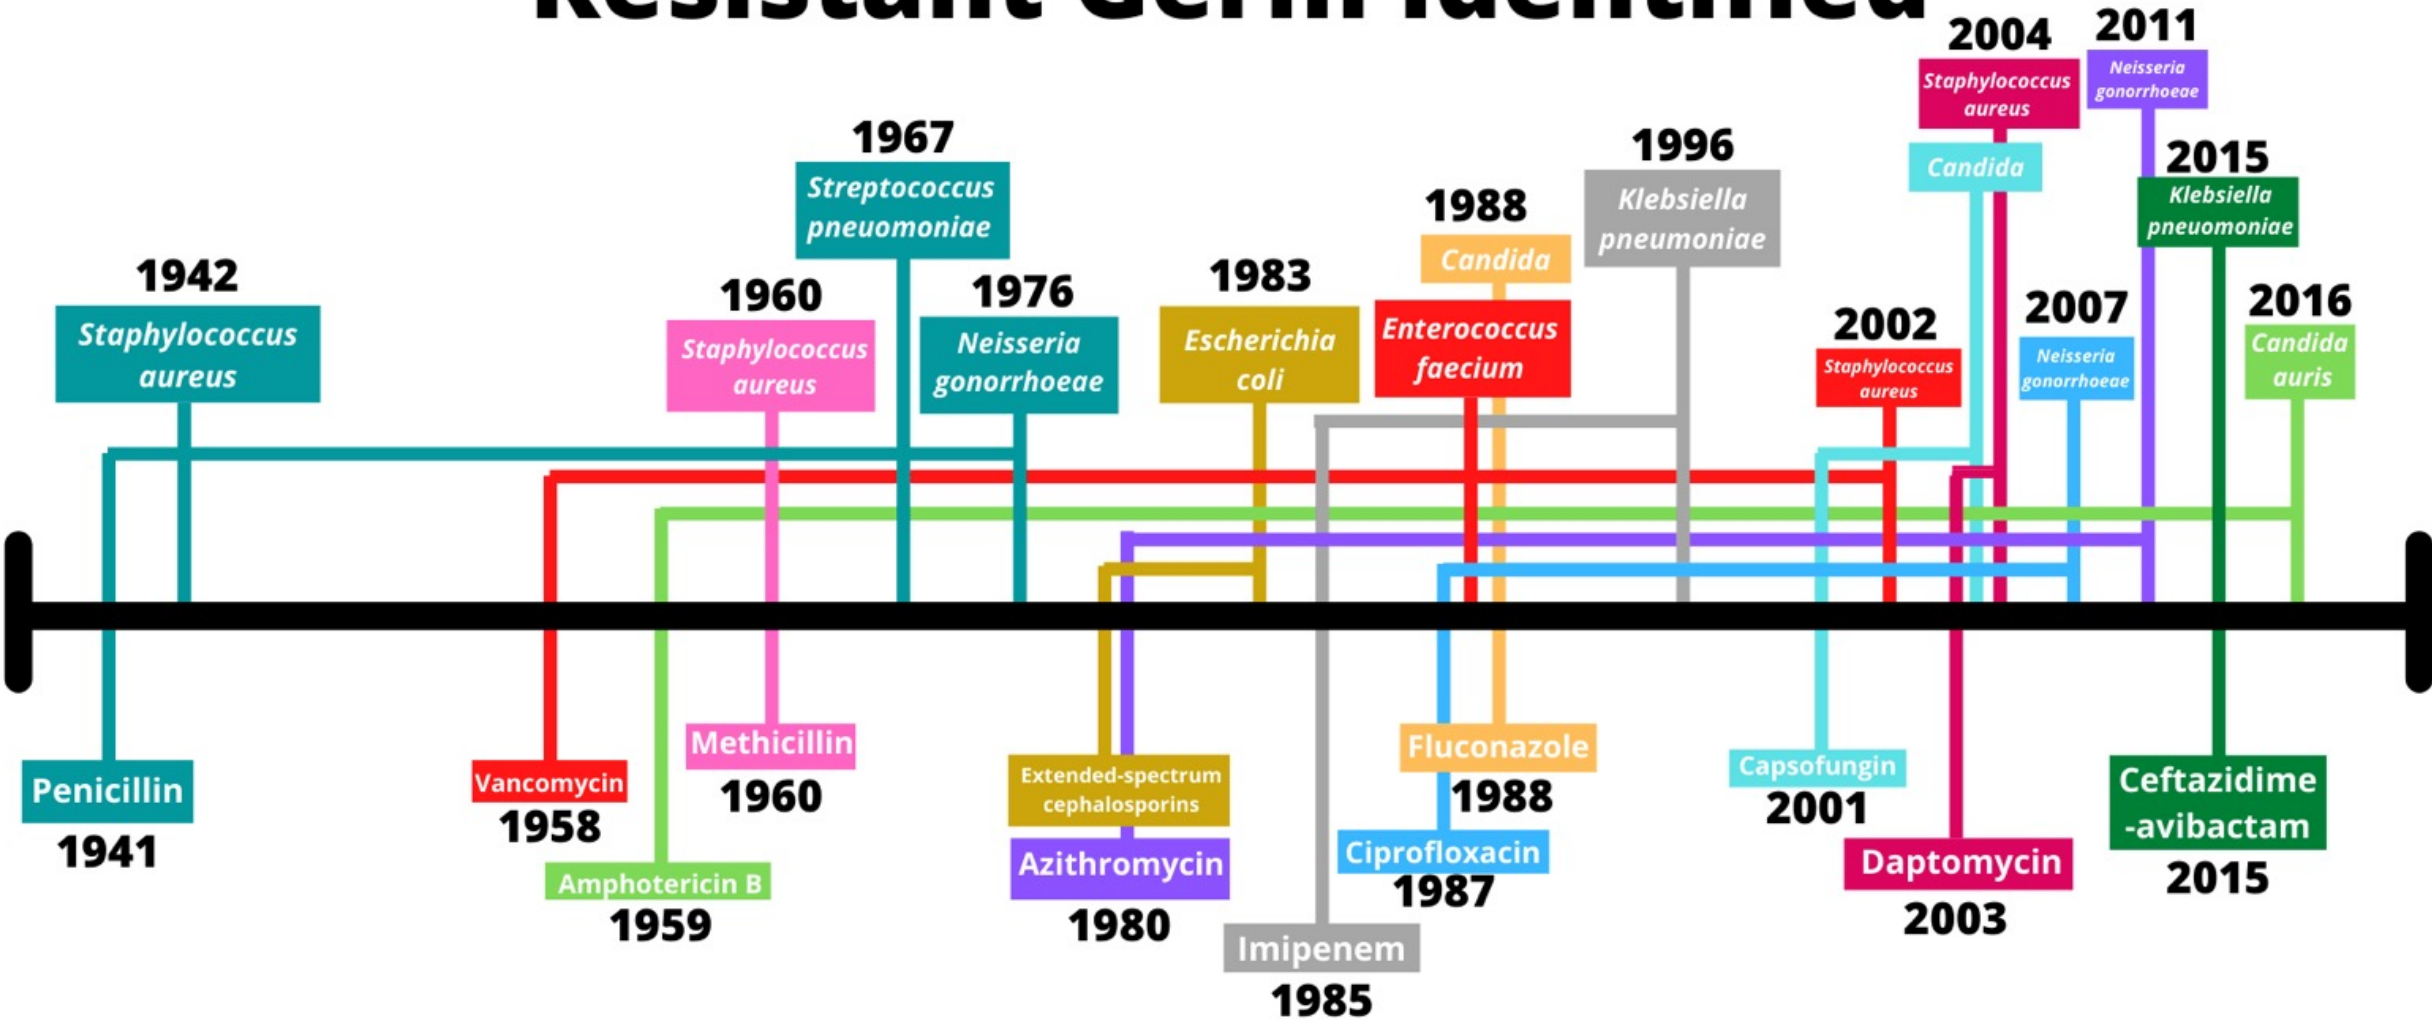 Resistant Germ Identified
2004
2011
Staphylococcus
aureus
Neisseria
gonorrhoeae
1967
1996
Candida
2015
Streptococcus
pneuomoniae
1988
Klebsiella
pneumoniae
Klebsiella
pneuomoniae
1942
1960
1976
1983
Candida
2002
2007
2016
Staphylococcus
aureus
Staphylococcus
aureus
Neisseria
gonorrhoeae
Escherichia
coli
Enterococcus
faecium
Staphylococcus
aureus
Neisseria
gonorrhoeae
Candida
auris
Penicillin
1941
Vancomycin
1958
Amphotericin B
1959
Methicillin
1960
Extended-spectrum
cephalosporins
Azithromycin
1980
Imipenem
1985
Fluconazole
1988
Ciprofloxacin
1987
Capsofungin
2001
Daptomycin
2003
Ceftazidime
-avibactam
2015